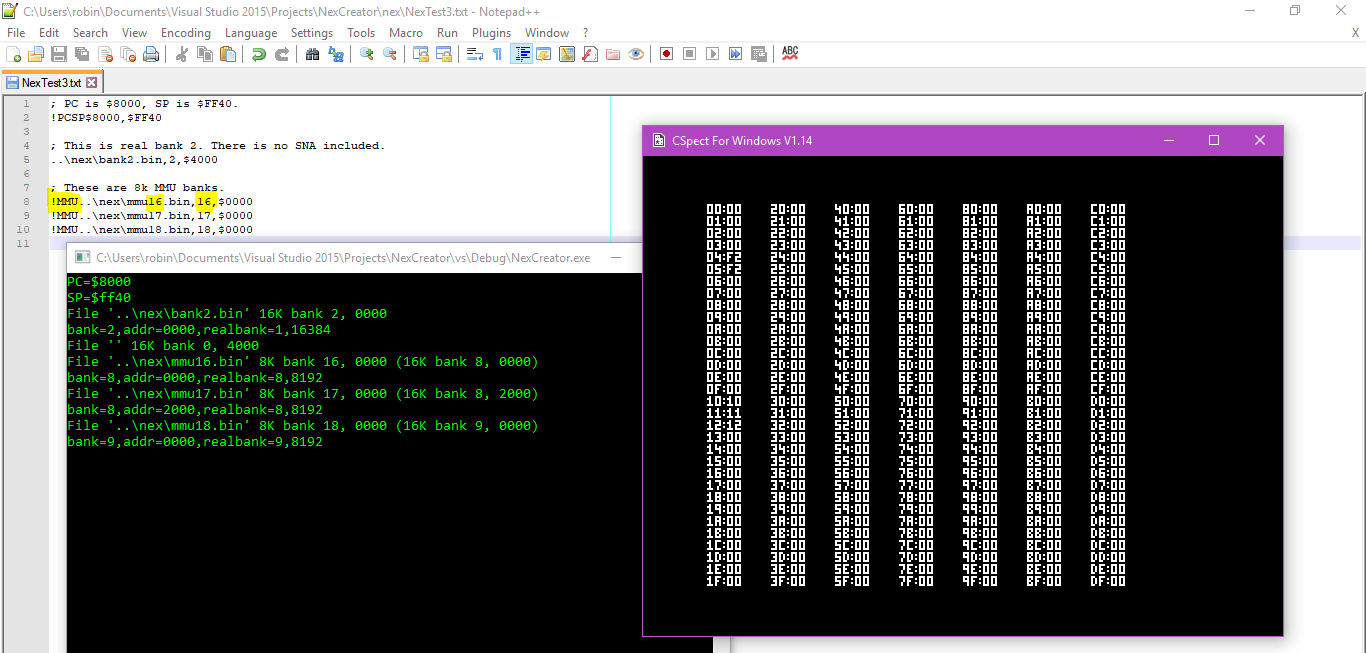 C:\Users\robin\Documents\Visual Studio 2015\Projects\NexCreator\nex\NexTest3.txt - Notepad++
File Edit Search View Encoding Language Settings Tools Macro Run Plugins Window ? X
ABC
NexTest3.txt
1 ; PC is $8000, SP is $FF40.
2 !PCSP$8000,$FF40
3
4 ; This is real bank 2. There is no SNA included.
5 ..\nex\bank2.bin,2,$4000
6
7 ; These are 8k MMU banks.
8 !MMU..\nex\mmu16.bin,16,$0000
9 !MMU..\nex\mmu17.bin,17,$0000
10 !MMU..\nex\mmu18.bin,18,$0000
11
C:\Users\robin\Documents\Visual Studio 2015\Projects\NexCreator\vs\Debug\NexCreator.exe
PC=$8000
SP=$ff40
File '..\nex\bank2.bin' 16K bank 2, 0000
bank=2,addr=0000,realbank=1,16384
File '' 16K bank 0, 4000
File '..\nex\mmu16.bin' 8K bank 16, 0000 (16K bank 8, 0000)
bank=8,addr=0000,realbank=8,8192
File '..\nex\mmu17.bin' 8K bank 17, 0000 (16K bank 8, 2000)
bank=8,addr=2000,realbank=8,8192
File '..\nex\mmu18.bin' 8K bank 18, 0000 (16K bank 9, 0000)
bank=9,addr=0000,realbank=9,8192
CSpect For Windows V1.14
00:00 20:00 40:00 60:00 80:00 A0:00 C0:00
01:00 21:00 41:00 61:00 81:00 A1:00 C1:00
02:00 22:00 42:00 62:00 82:00 A2:00 C2:00
03:00 23:00 43:00 63:00 83:00 A3:00 C3:00
04:F2 24:00 44:00 64:00 84:00 A4:00 C4:00
05:F2 25:00 45:00 65:00 85:00 A5:00 C5:00
06:00 26:00 46:00 66:00 86:00 A6:00 C6:00
07:00 27:00 47:00 67:00 87:00 A7:00 C7:00
08:00 28:00 48:00 68:00 88:00 A8:00 C8:00
09:00 29:00 49:00 69:00 89:00 A9:00 C9:00
0A:00 2A:00 4A:00 6A:00 8A:00 AA:00 CA:00
0B:00 2B:00 4B:00 6B:00 8B:00 AB:00 CB:00
0C:00 2C:00 4C:00 6C:00 8C:00 AC:00 CC:00
0D:00 2D:00 4D:00 6D:00 8D:00 AD:00 CD:00
0E:00 2E:00 4E:00 6E:00 8E:00 AE:00 CE:00
0F:00 2F:00 4F:00 6F:00 8F:00 AF:00 CF:00
10:10 30:00 50:00 70:00 90:00 B0:00 D0:00
11:11 31:00 51:00 71:00 91:00 B1:00 D1:00
12:12 32:00 52:00 72:00 92:00 B2:00 D2:00
13:00 33:00 53:00 73:00 93:00 B3:00 D3:00
14:00 34:00 54:00 74:00 94:00 B4:00 D4:00
15:00 35:00 55:00 75:00 95:00 B5:00 D5:00
16:00 36:00 56:00 76:00 96:00 B6:00 D6:00
17:00 37:00 57:00 77:00 97:00 B7:00 D7:00
18:00 38:00 58:00 78:00 98:00 B8:00 D8:00
19:00 39:00 59:00 79:00 99:00 B9:00 D9:00
1A:00 3A:00 5A:00 7A:00 9A:00 BA:00 DA:00
1B:00 3B:00 5B:00 7B:00 9B:00 BB:00 DB:00
1C:00 3C:00 5C:00 7C:00 9C:00 BC:00 DC:00
1D:00 3D:00 5D:00 7D:00 9D:00 BD:00 DD:00
1E:00 3E:00 5E:00 7E:00 9E:00 BE:00 DE:00
1F:00 3F:00 5F:00 7F:00 9F:00 BF:00 DF:00